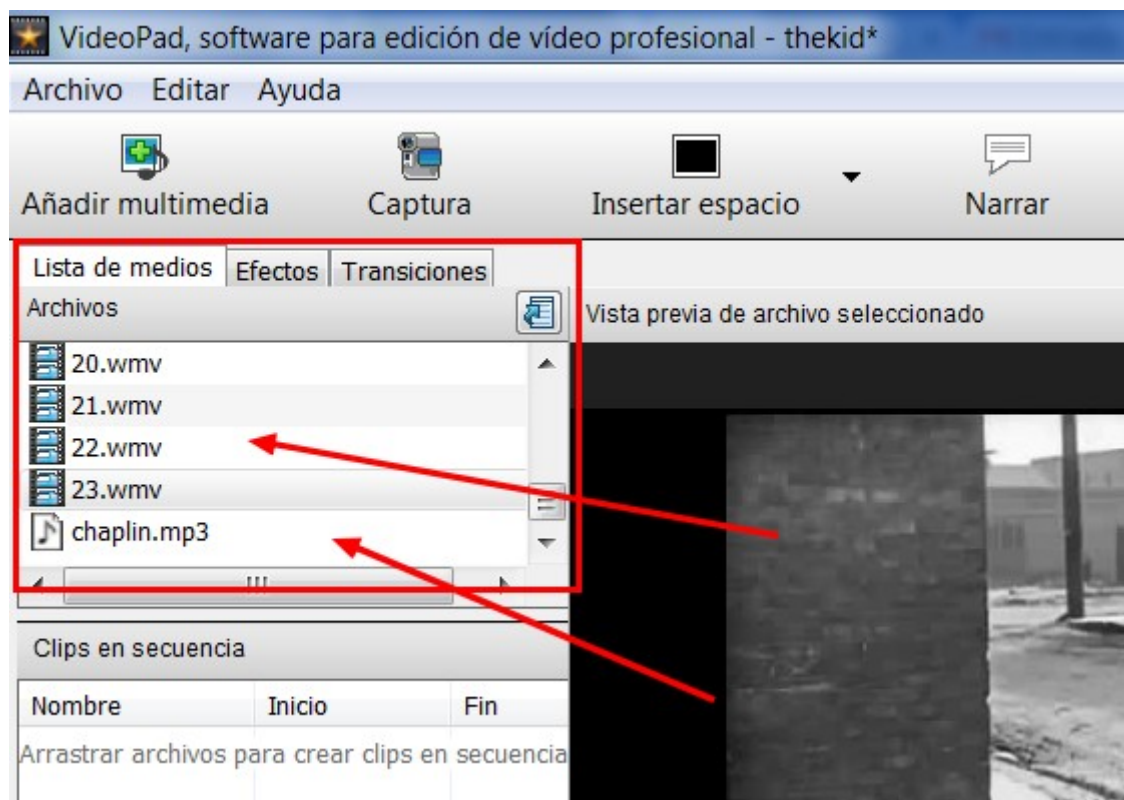 VideoPad, software para edición de vídeo profesional - thekid*
Archivo Editar Ayuda
Añadir multimedia Captura Insertar espacio Narrar
Lista de medios Efectos Transiciones
Archivos
Vista previa de archivo seleccionado
20.wmv
21.wmv
22.wmv
23.wmv
chaplin.mp3
Clips en secuencia
Nombre Inicio Fin
Arrastrar archivos para crear clips en secuencia